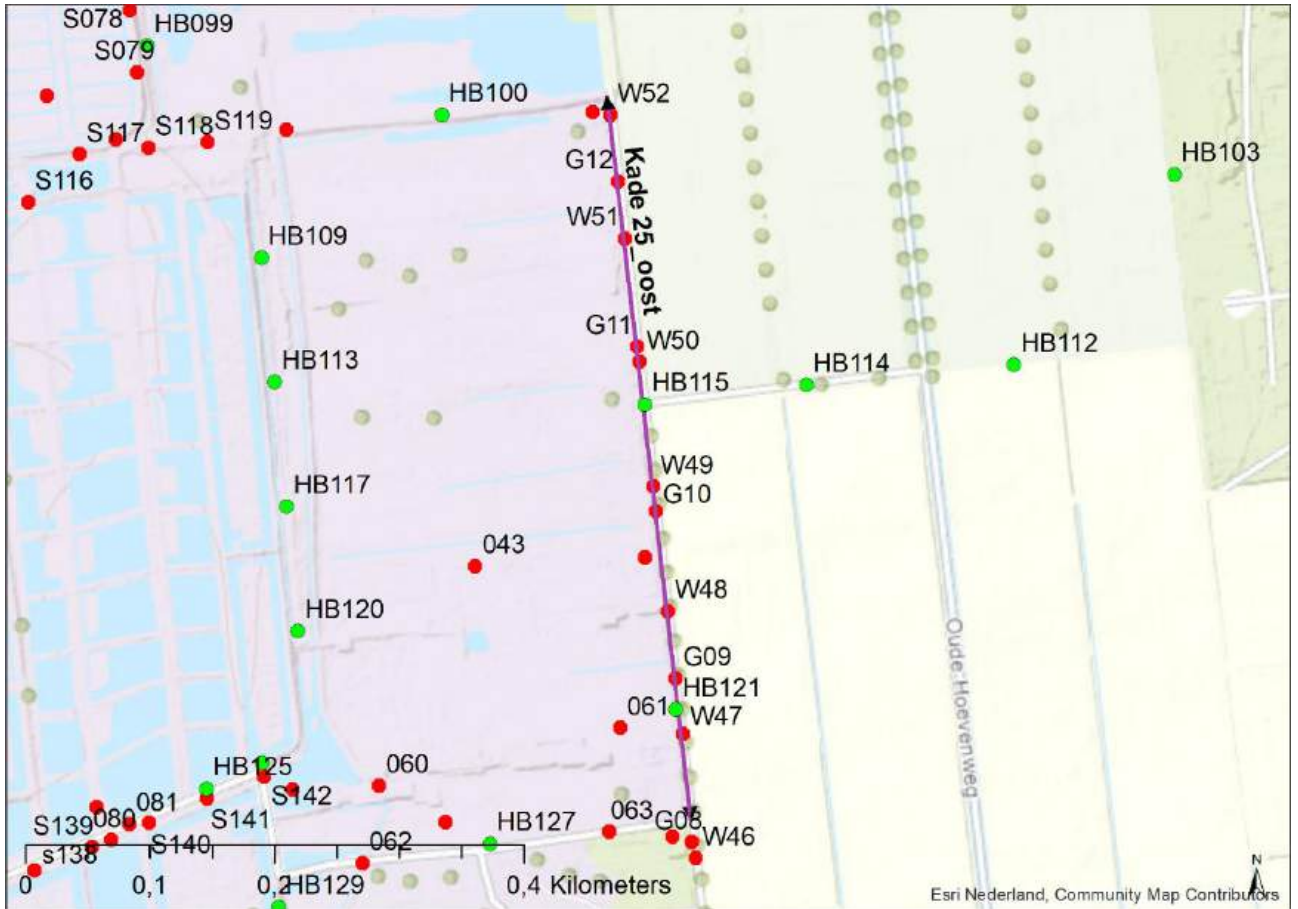 S078
HB099
S079
HB100
W52
S117
S118
S119
G12
HB103
S116
Kade 25_oost
W51
HB109
G11
W50
HB112
HB114
HB113
HB115
W49
G10
HB117
043
W48
HB120
Oude Hoevenweg
G09
HB121
061
W47
HB125
060
S142
081
S141
063
S139
080
HB127
G08
W46
s138
S140
062
0
0,1
0,2
0,4 Kilometers
HB129
N
Esri Nederland, Community Map Contributors